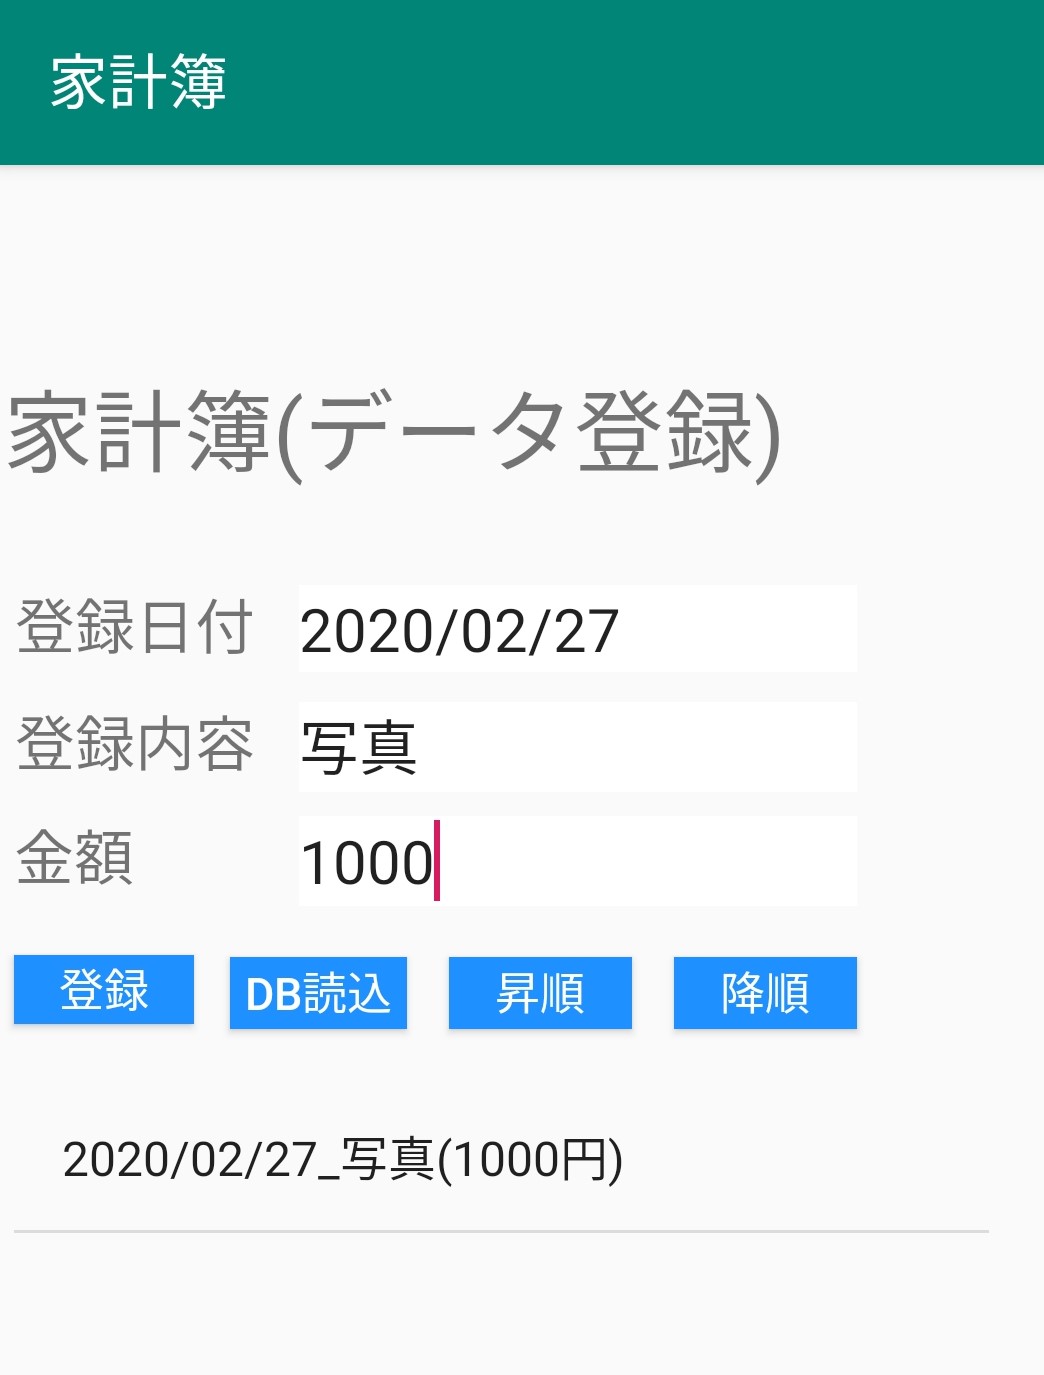 家計簿
家計簿(データ登録)
登録日付 2020/02/27
登録内容 写真
金額 1000
登録 DB読込 昇順 降順
2020/02/27_写真(1000円)